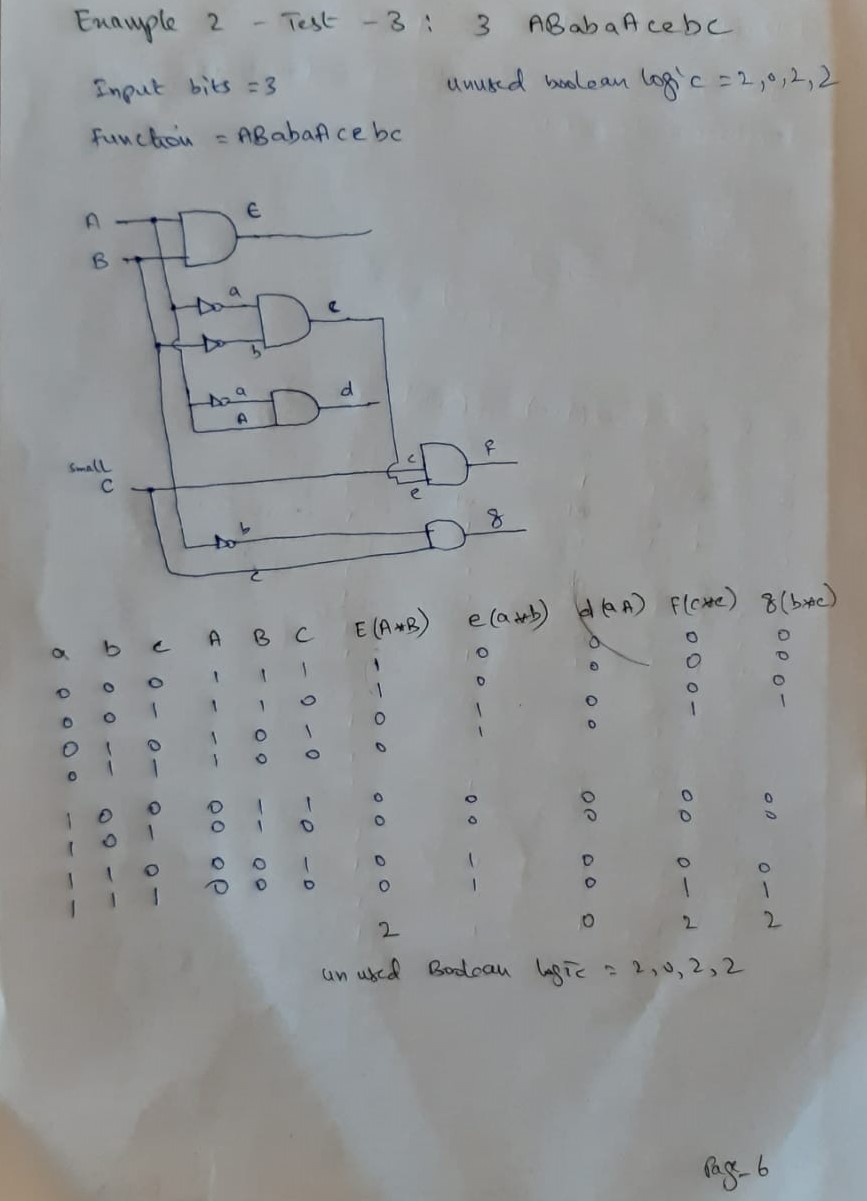 Example 2 - Test - 3 : 3 ABabaAcebc
Input bits = 3 unused boolean logic = 2,0,2,2
Function = ABabaAcebc
A E
B
a e
b
a d
A
small
C c f
e
b g
c
a b c A B C E(A*B) e(a*b) d(aA) F(c*e) g(b*c)
0 0 0 1 1 1 1 0 0 0 0
0 0 1 1 1 0 1 0 0 0 0
0 1 0 1 0 1 0 1 0 0 0
0 1 1 1 0 0 0 1 0 1 1
1 0 0 0 1 1 0 0 0 0 0
1 0 1 0 1 0 0 0 0 0 0
1 1 0 0 0 1 0 1 0 0 0
1 1 1 0 0 0 0 1 0 1 1
2 0 2 2
unused Boolean logic = 2,0,2,2
Page_6